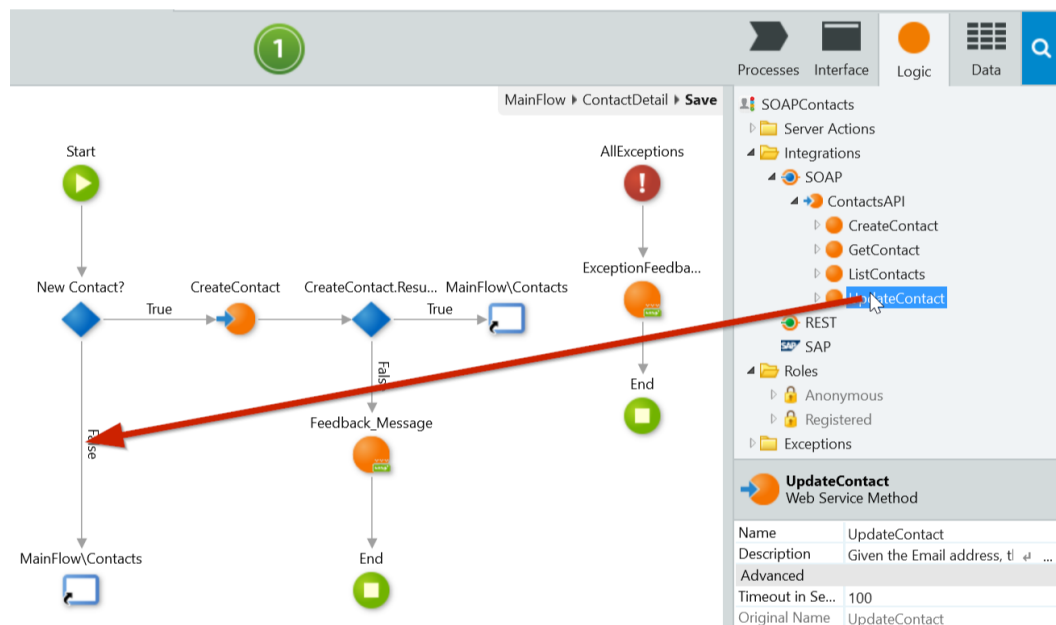 1
Processes
Interface
Logic
Data
MainFlow ContactDetail Save
SOAPContacts
Server Actions
Integrations
SOAP
ContactsAPI
CreateContact
GetContact
ListContacts
UpdateContact
REST
SAP SAP
Roles
Anonymous
Registered
Exceptions
Start
AllExceptions
New Contact?
CreateContact
CreateContact.Resu...
MainFlow\Contacts
ExceptionFeedba...
True
True
False
End
Feedback_Message
False
MainFlow\Contacts
End
UpdateContact
Web Service Method
Name UpdateContact
Description Given the Email address, tl ...
Advanced
Timeout in Se... 100
Original Name UpdateContact